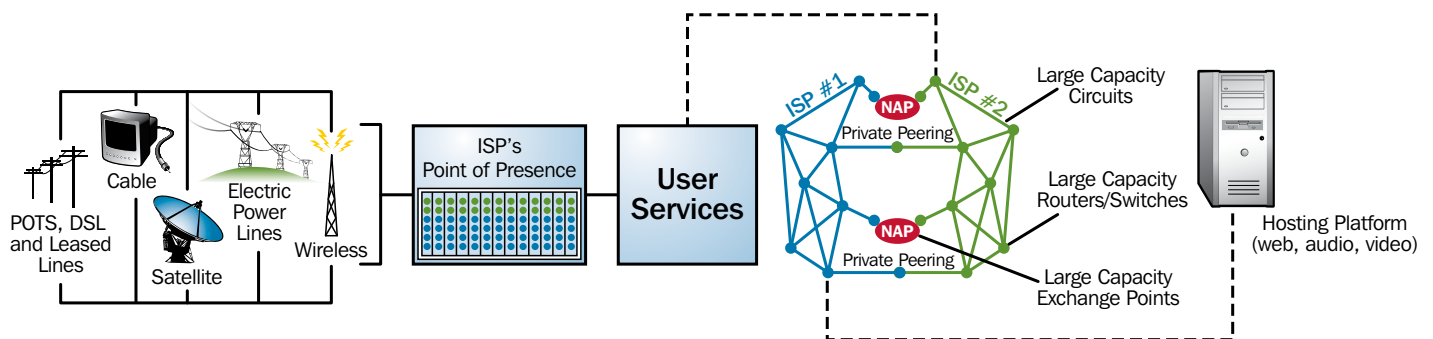 POTS, DSL
and Leased
Lines
Cable
Satellite
Electric
Power
Lines
Wireless
ISP's
Point of Presence
User
Services
ISP #1
NAP
ISP #2
Private Peering
NAP
Private Peering
Large Capacity
Circuits
Large Capacity
Routers/Switches
Large Capacity
Exchange Points
Hosting Platform
(web, audio, video)